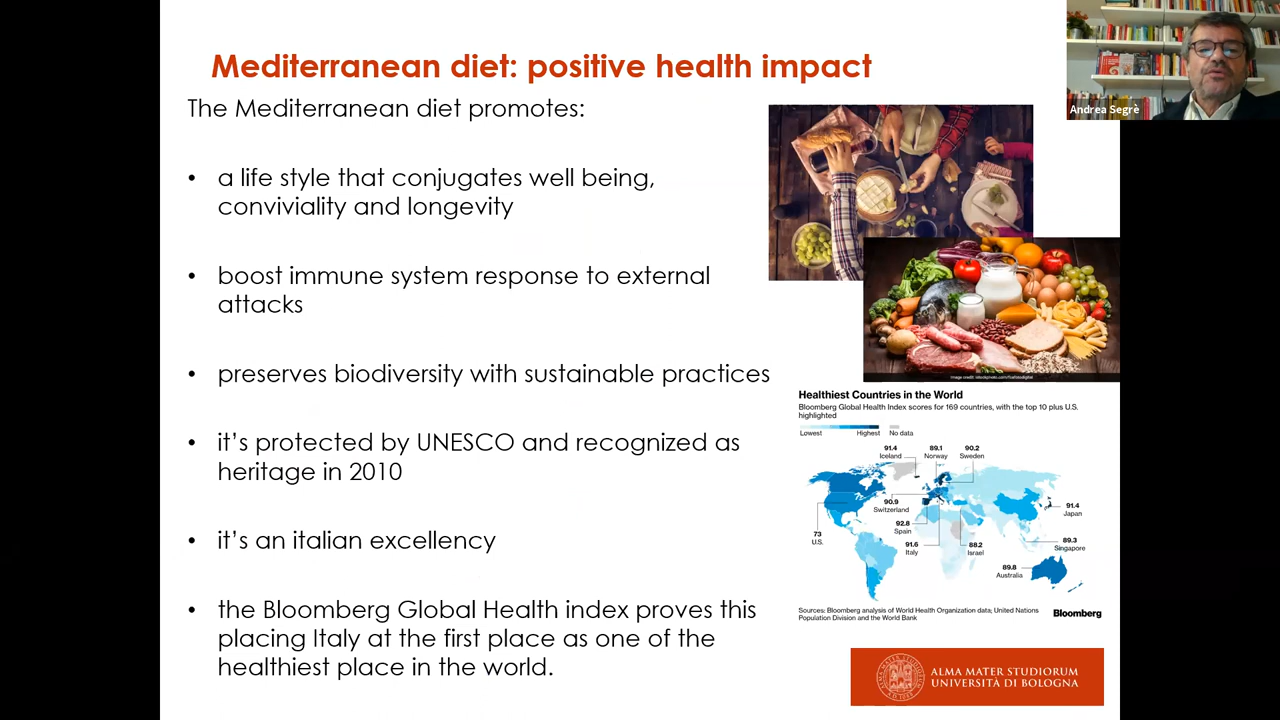 Mediterranean diet: positive health impact
The Mediterranean diet promotes:
• a life style that conjugates well being,
conviviality and longevity
• boost immune system response to external
attacks
• preserves biodiversity with sustainable practices
• it's protected by UNESCO and recognized as
heritage in 2010
• it's an italian excellency
• the Bloomberg Global Health index proves this
placing Italy at the first place as one of the
healthiest place in the world.
Andrea Segrè
Healthiest Countries in the World
Bloomberg Global Health Index scores for 169 countries, with the top 10 plus U.S.
highlighted
Lowest Highest No data
91.4
Iceland
89.1
Norway
90.2
Sweden
90.9
Switzerland
92.8
Spain
91.6
Italy
88.2
Israel
73
U.S.
91.4
Japan
89.3
Singapore
89.8
Australia
Sources: Bloomberg analysis of World Health Organization data; United Nations
Population Division and the World Bank
Bloomberg
ALMA MATER STUDIORUM
UNIVERSITÀ DI BOLOGNA